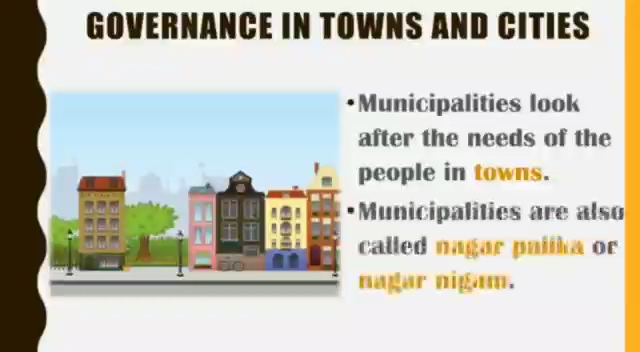 GOVERNANCE IN TOWNS AND CITIES
•Municipalities look
after the needs of the
people in towns.
•Municipalities are also
called nagar palika or
nagar nigam.